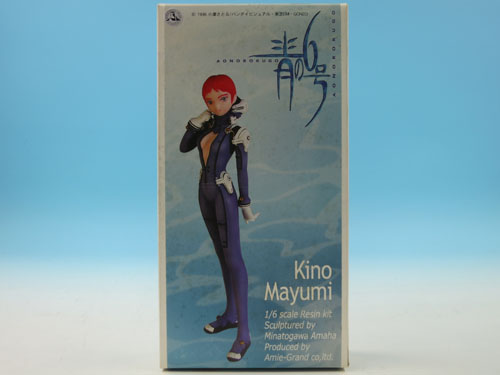 青の6号
AONOROKUGO
AONOROKUGO
Kino
Mayumi
1/6 scale Resin kit
Sculptured by
Minatogawa Amaha
Produced by
Amie-Grand co,ltd.